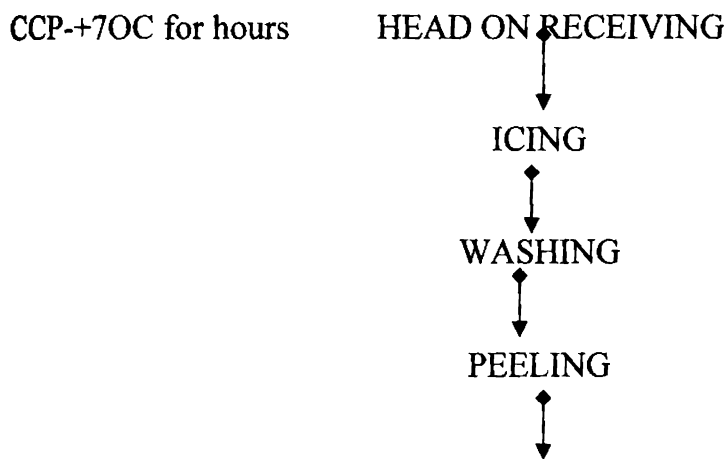 CCP-+7OC for hours HEAD ON RECEIVING
ICING
WASHING
PEELING